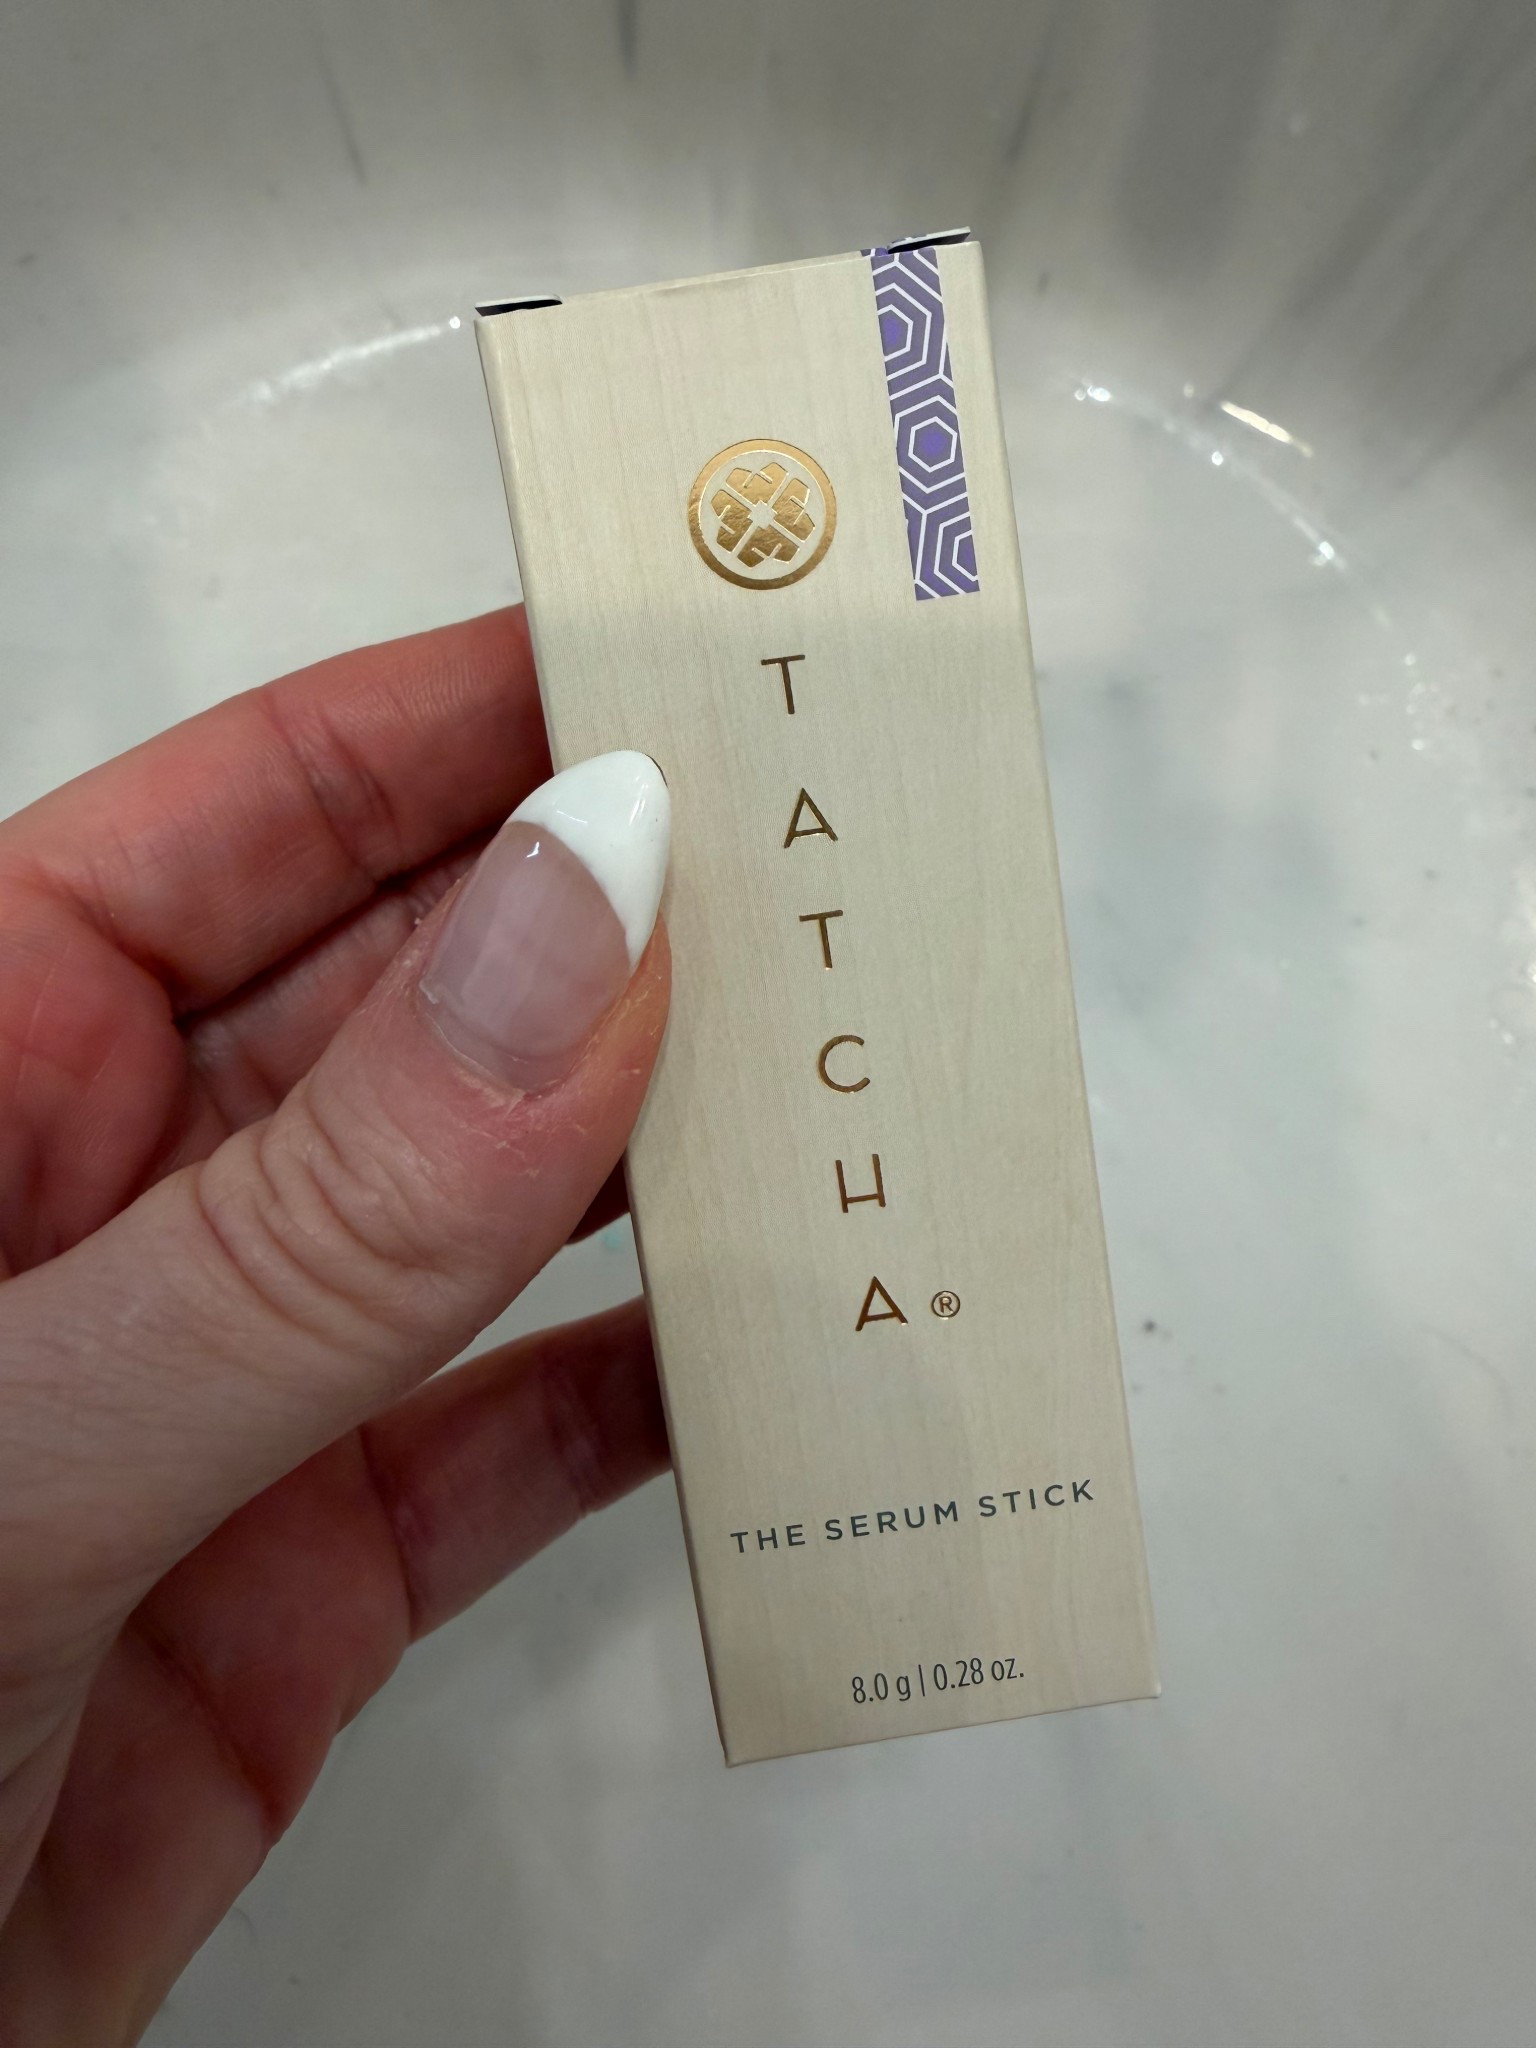 TATCHA®
THE SERUM STICK
8.0 g | 0.28 oz.